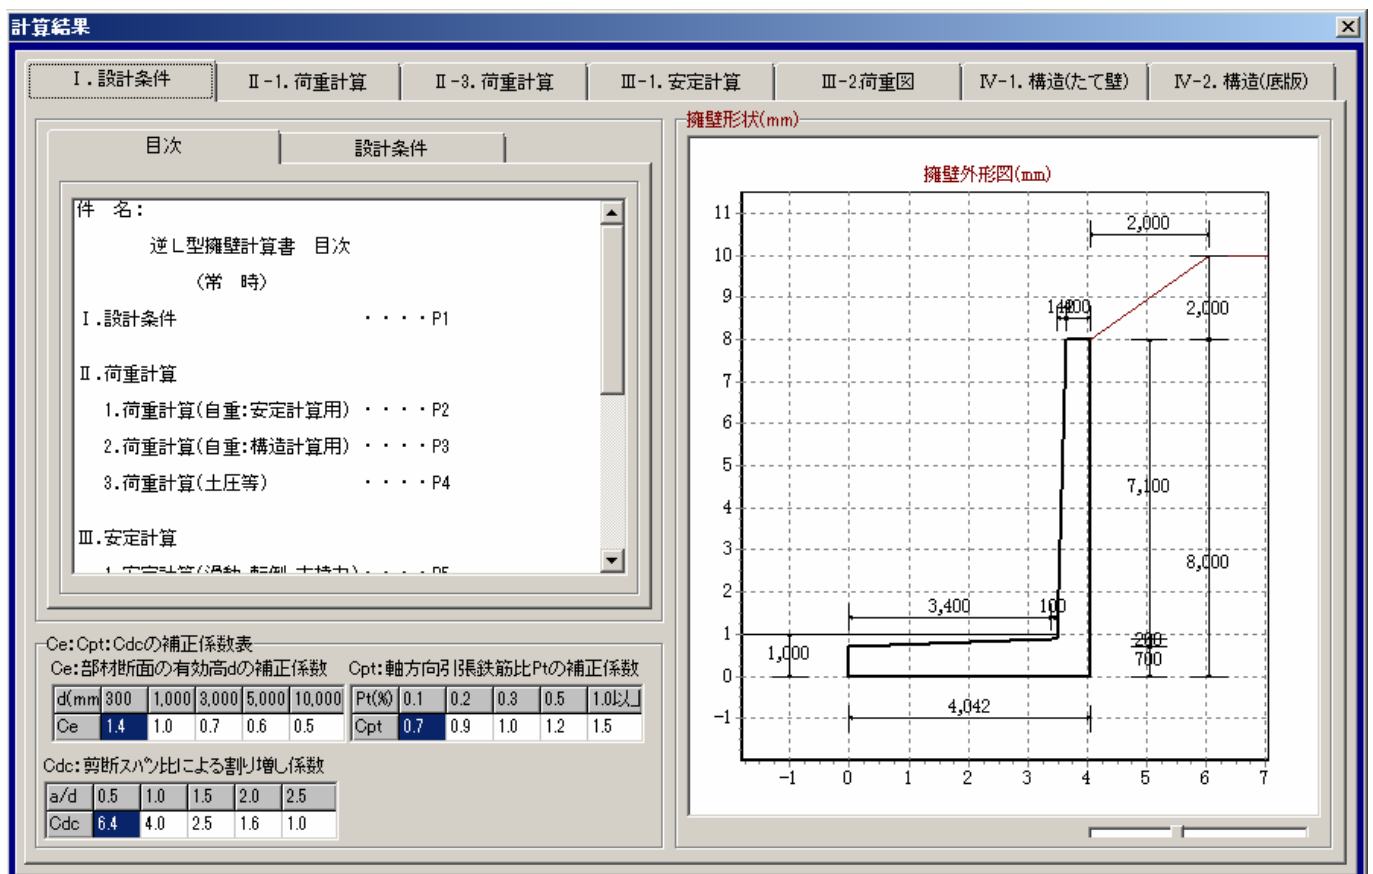 計算結果
Ⅰ.設計条件 Ⅱ-1.荷重計算 Ⅱ-3.荷重計算 Ⅲ-1.安定計算 Ⅲ-2荷重図 Ⅳ-1.構造(たて壁) Ⅳ-2.構造(底版)
目次 設計条件
件 名:
逆L型擁壁計算書 目次
(常 時)
Ⅰ.設計条件 ・・・・P1
Ⅱ.荷重計算
1.荷重計算(自重:安定計算用) ・・・・P2
2.荷重計算(自重:構造計算用) ・・・・P3
3.荷重計算(土圧等) ・・・・P4
Ⅲ.安定計算
Ce:Cpt:Cdcの補正係数表
Ce:部材断面の有効高dの補正係数
d(mm 300 1,000 3,000 5,000 10,000
Ce 1.4 1.0 0.7 0.6 0.5
Cpt:軸方向引張鉄筋比Ptの補正係数
Pt(%) 0.1 0.2 0.3 0.5 1.0以上
Cpt 0.7 0.9 1.0 1.2 1.5
Cdc:剪断スパン比による割り増し係数
a/d 0.5 1.0 1.5 2.0 2.5
Cdc 6.4 4.0 2.5 1.6 1.0
擁壁形状(mm)
擁壁外形図(mm)
11
10
9
8
7
6
5
4
3
2
1
0
-1
2,000
2,000
7,100
8,000
3,400
100
200
700
1,000
4,042
-1 0 1 2 3 4 5 6 7